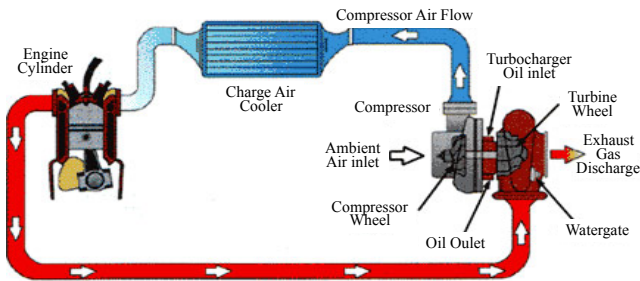 Compressor Air Flow
Engine
Cylinder
Charge Air
Cooler
Turbocharger
Oil inlet
Compressor
Turbine
Wheel
Ambient
Air inlet
Exhaust
Gas
Discharge
Compressor
Wheel
Oil Oulet
Watergate